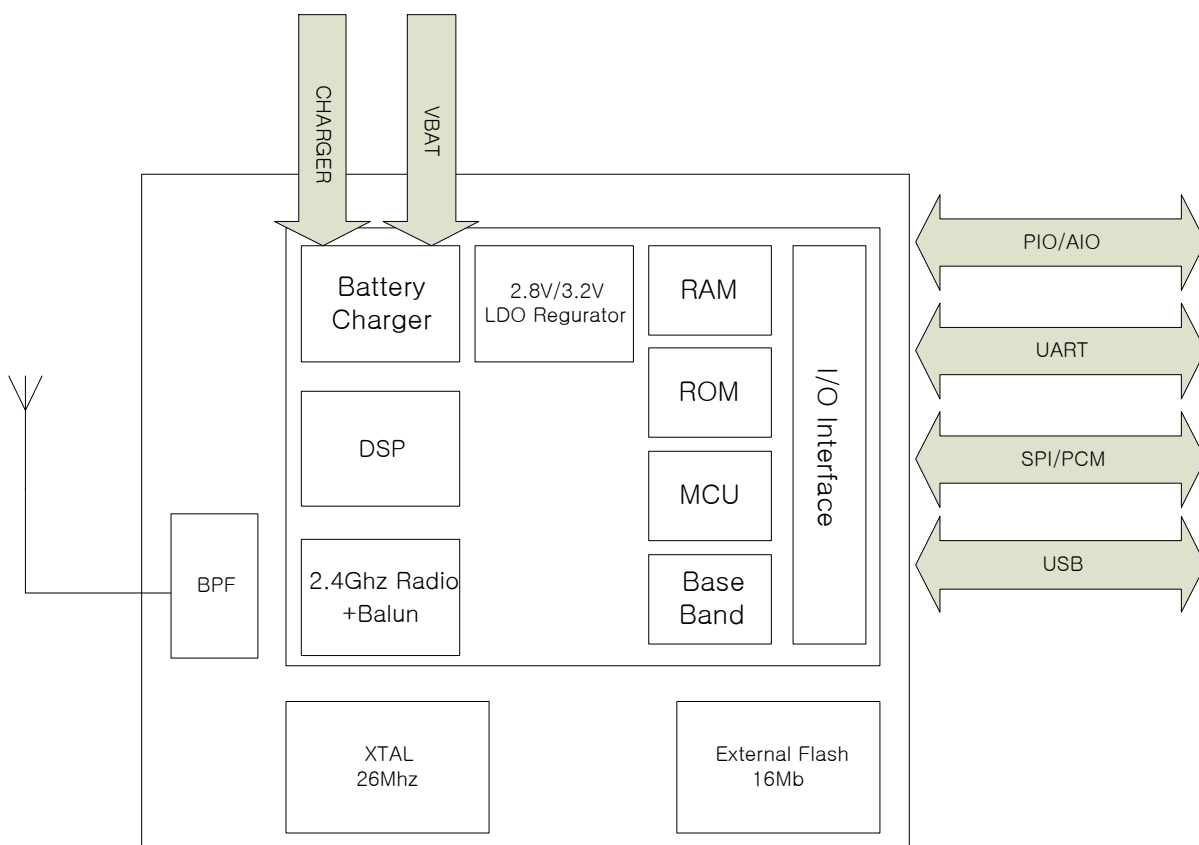 CHARGER
VBAT
Battery
Charger
2.8V/3.2V
LDO Regurator
RAM
ROM
MCU
Base
Band
I/O Interface
DSP
2.4Ghz Radio
+Balun
BPF
XTAL
26Mhz
External Flash
16Mb
PIO/AIO
UART
SPI/PCM
USB